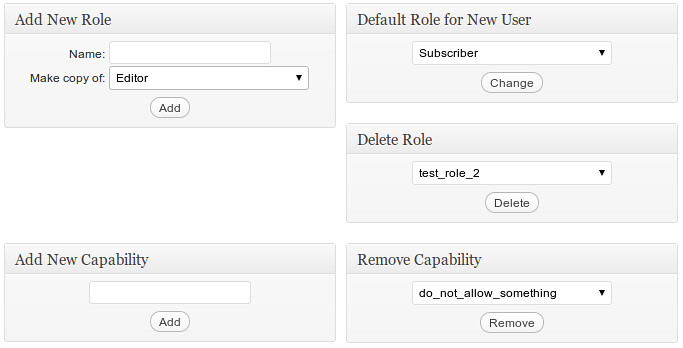 Add New Role
Name:
Make copy of: Editor
Add
Default Role for New User
Subscriber
Change
Delete Role
test_role_2
Delete
Add New Capability
Add
Remove Capability
do_not_allow_something
Remove